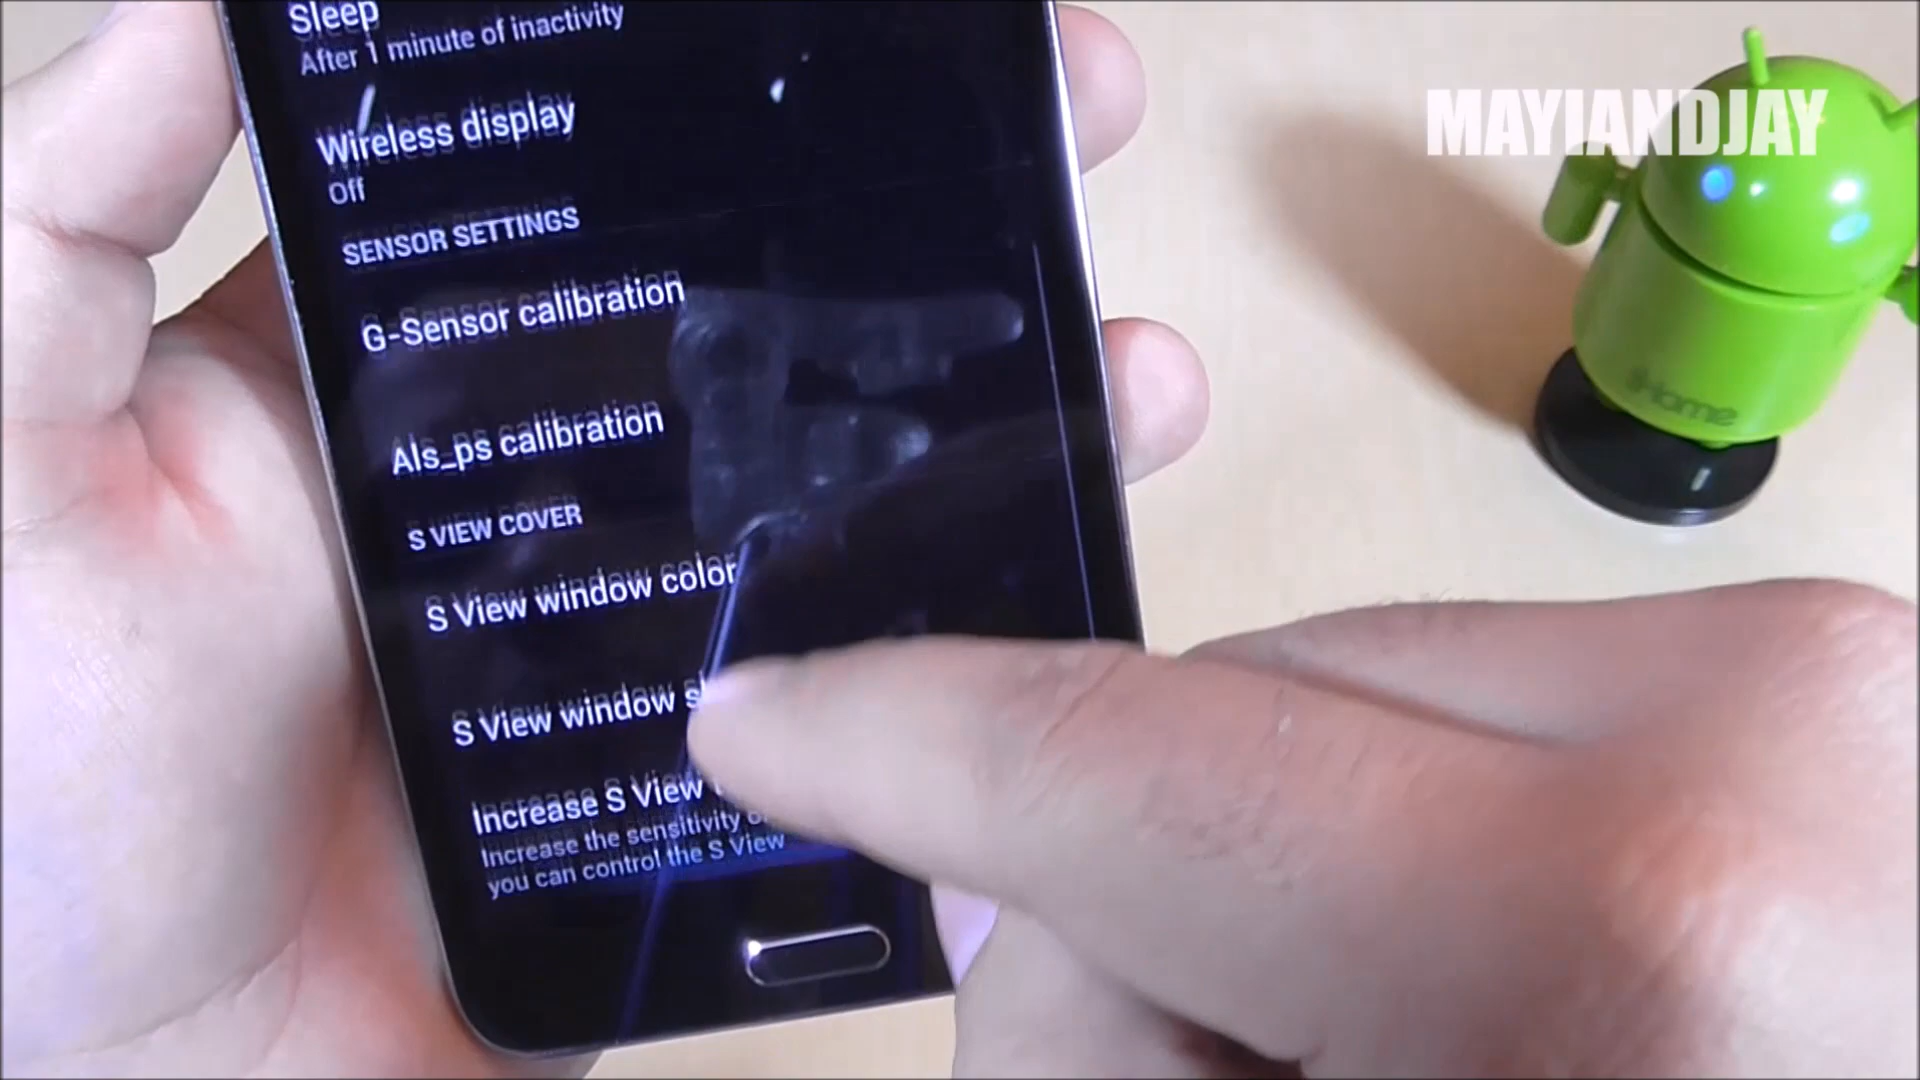 Sleep
After 1 minute of inactivity
Wireless display
Off
SENSOR SETTINGS
G-Sensor calibration
Als_ps calibration
S VIEW COVER
S View window color
S View window
Increase S View
Increase the sensitivity
you can control the S View
MAYIANDJAY
iHome